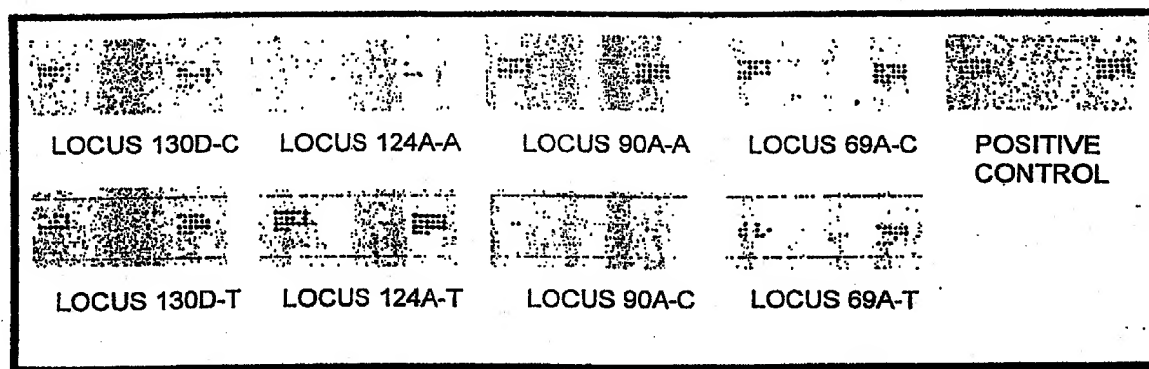 LOCUS 130D-C LOCUS 124A-A LOCUS 90A-A LOCUS 69A-C POSITIVE
CONTROL
LOCUS 130D-T LOCUS 124A-T LOCUS 90A-C LOCUS 69A-T